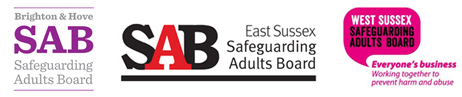 Brighton & Hove
SAB
Safeguarding
Adults Board
SAB
East Sussex
Safeguarding
Adults Board
WEST SUSSEX
SAFEGUARDING
ADULTS BOARD
Everyone's business
Working together to
prevent harm and abuse